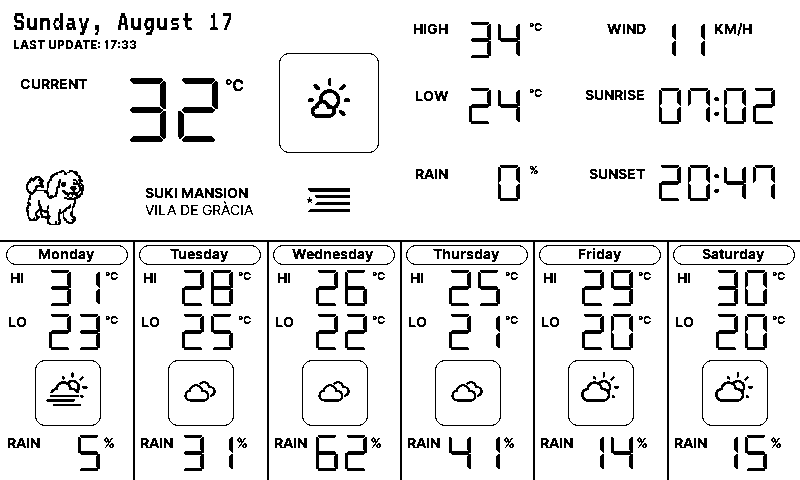 Sunday, August 17
LAST UPDATE: 17:33
CURRENT 32 °C
HIGH 34 °C
LOW 24 °C
RAIN 0 %
WIND 11 KM/H
SUNRISE 07:02
SUNSET 20:47
SUKI MANSION
VILA DE GRÀCIA
Monday
HI 31 °C
LO 23 °C
RAIN 5 %
Tuesday
HI 28 °C
LO 25 °C
RAIN 31 %
Wednesday
HI 26 °C
LO 22 °C
RAIN 62 %
Thursday
HI 25 °C
LO 21 °C
RAIN 41 %
Friday
HI 29 °C
LO 20 °C
RAIN 14 %
Saturday
HI 30 °C
LO 20 °C
RAIN 15 %